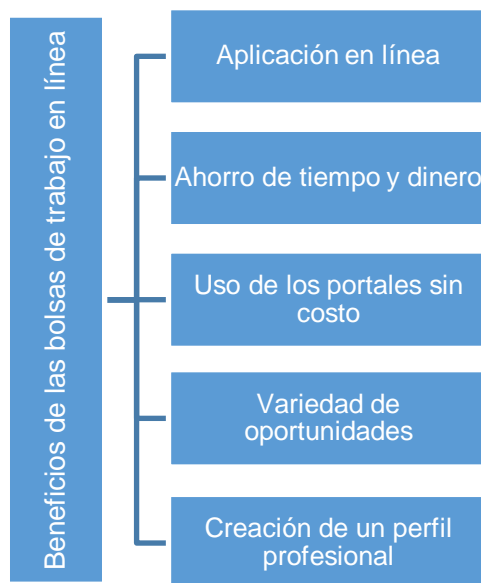 Beneficios de las bolsas de trabajo en línea
Aplicación en línea
Ahorro de tiempo y dinero
Uso de los portales sin
costo
Variedad de
oportunidades
Creación de un perfil
profesional